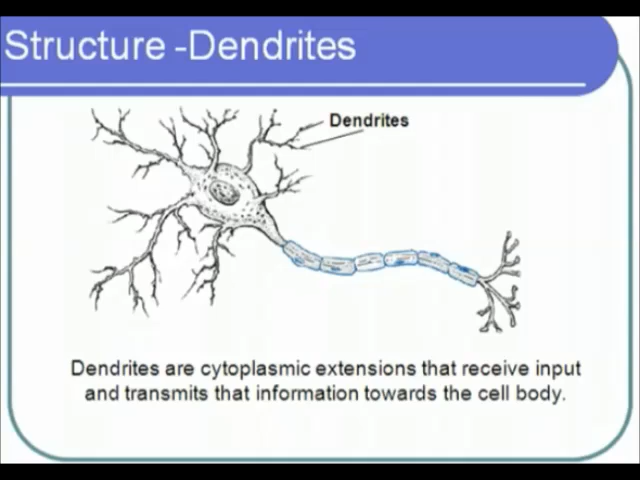 Structure -Dendrites
Dendrites
Dendrites are cytoplasmic extensions that receive input
and transmits that information towards the cell body.